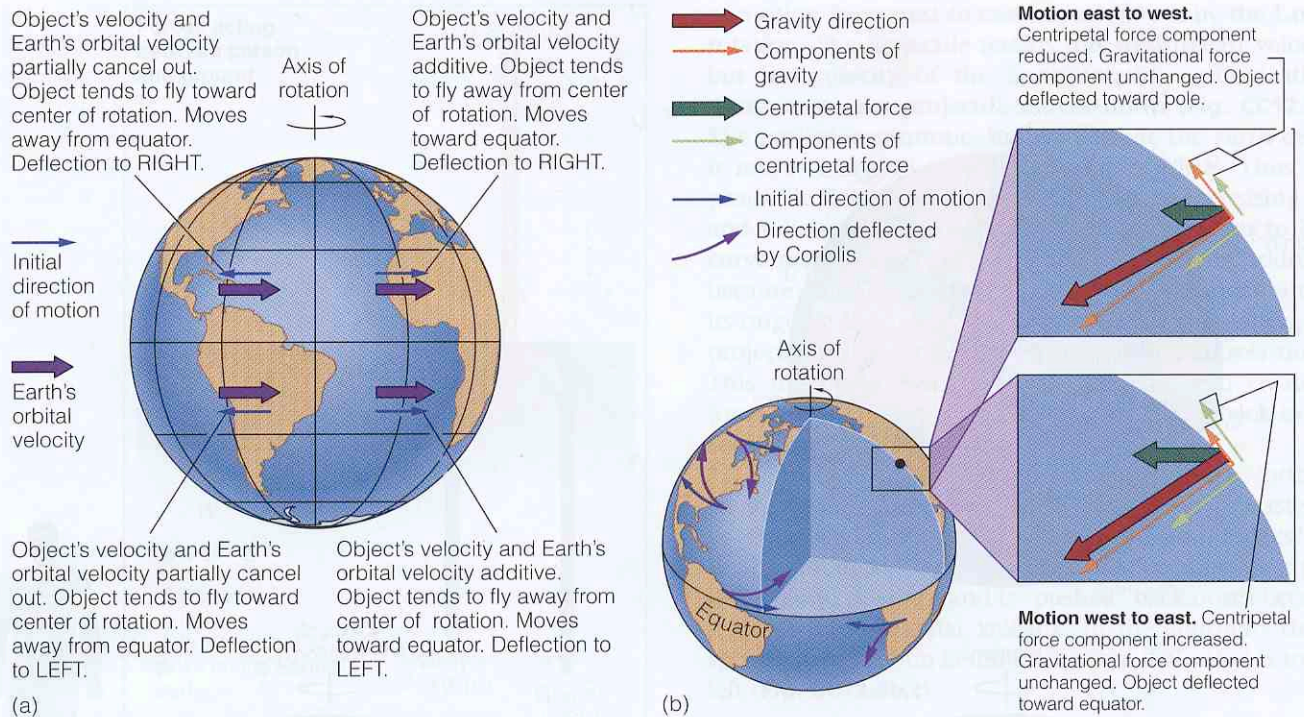 Object's velocity and
Earth's orbital velocity
partially cancel out.
Object tends to fly toward
center of rotation. Moves
away from equator.
Deflection to RIGHT.
Axis of
rotation
Object's velocity and
Earth's orbital velocity
additive. Object tends
to fly away from center
of rotation. Moves
toward equator.
Deflection to RIGHT.
Initial
direction
of motion
Earth's
orbital
velocity
Object's velocity and Earth's
orbital velocity partially cancel
out. Object tends to fly toward
center of rotation. Moves
away from equator. Deflection
to LEFT.
Object's velocity and Earth's
orbital velocity additive.
Object tends to fly away from
center of rotation. Moves
toward equator. Deflection to
LEFT.
(a)
Gravity direction
Components of
gravity
Centripetal force
Components of
centripetal force
Initial direction of motion
Direction deflected
by Coriolis
Motion east to west.
Centripetal force component
reduced. Gravitational force
component unchanged. Object
deflected toward pole.
Axis of
rotation
Equator
Motion west to east. Centripetal
force component increased.
Gravitational force component
unchanged. Object deflected
toward equator.
(b)